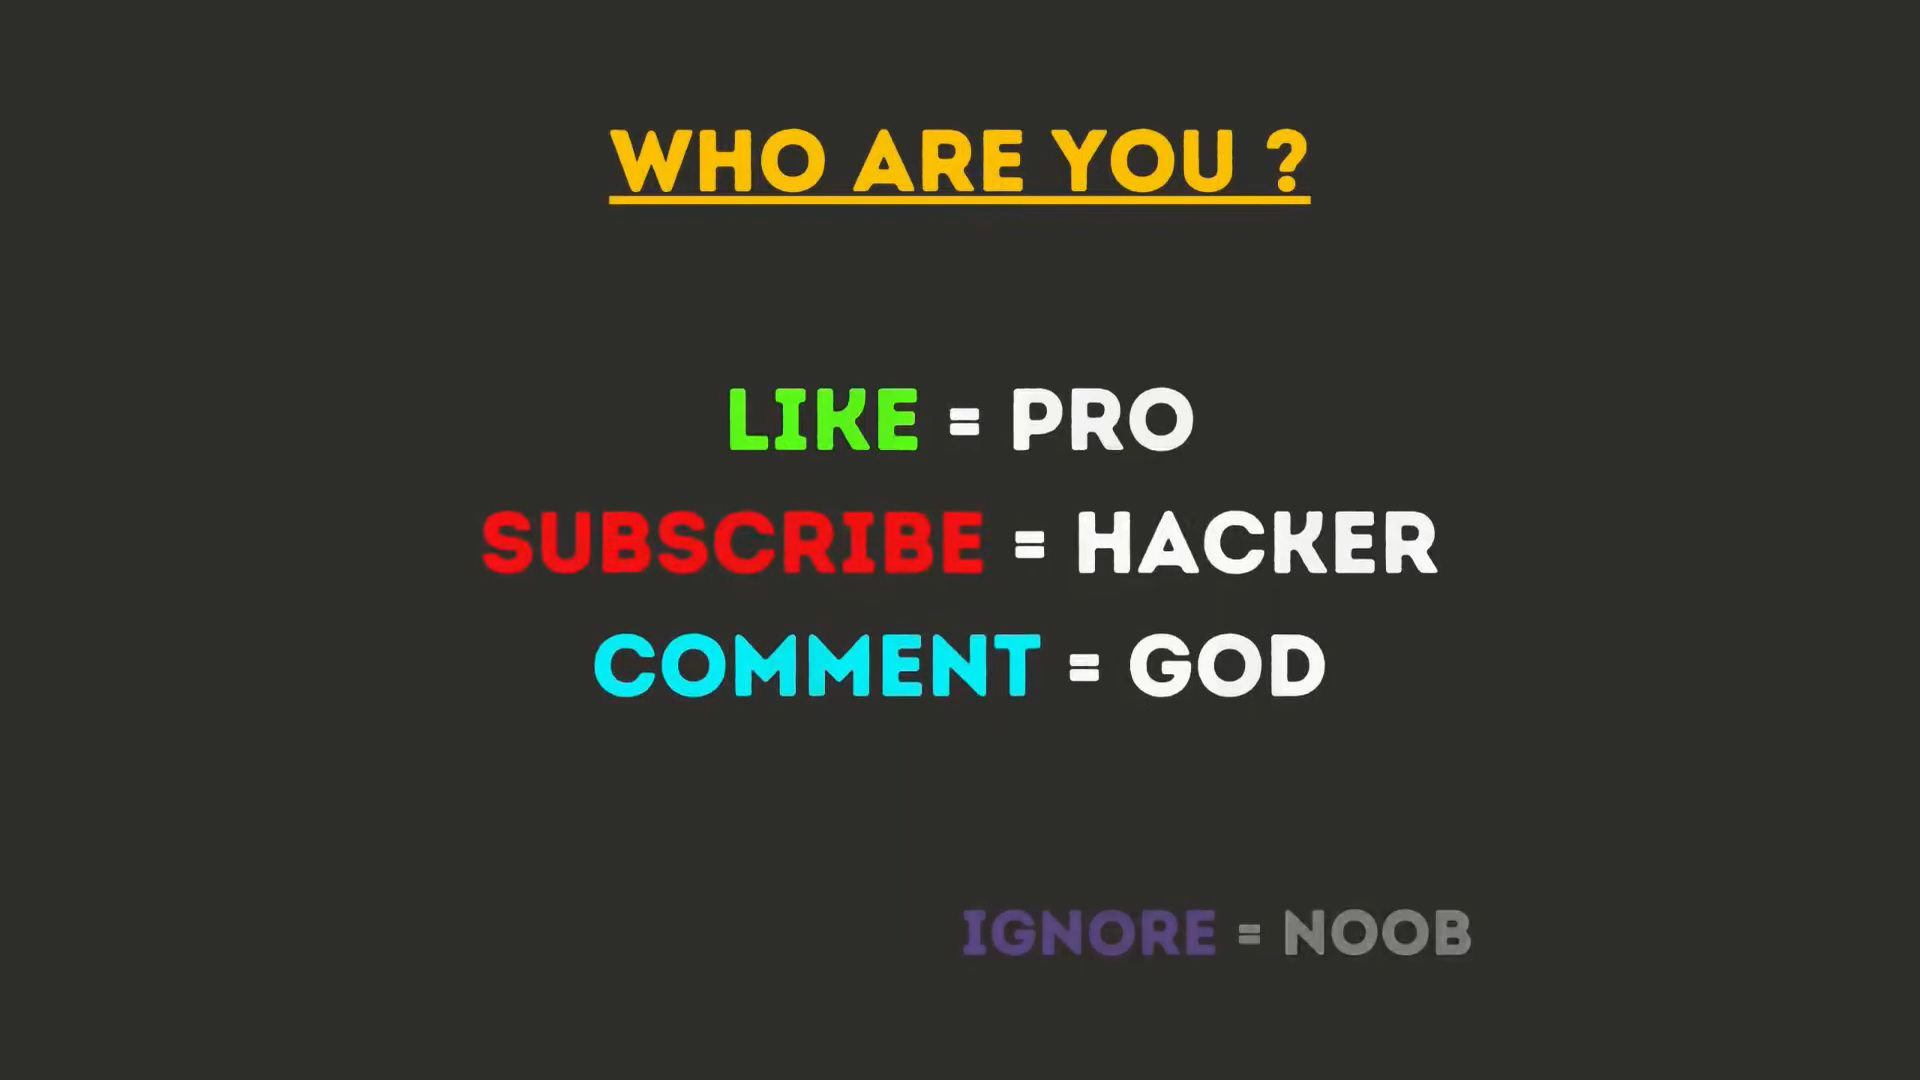 WHO ARE YOU ?
LIKE = PRO
SUBSCRIBE = HACKER
COMMENT = GOD
IGNORE = NOOB